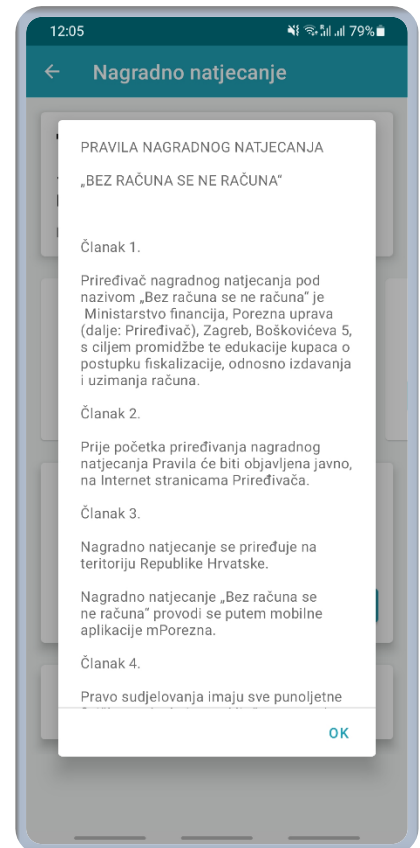 12:05
79%
Nagradno natjecanje
PRAVILA NAGRADNOG NATJECANJA
„BEZ RAČUNA SE NE RAČUNA“
Članak 1.
Priređivač nagradnog natjecanja pod
nazivom „Bez računa se ne računa“ je
Ministarstvo financija, Porezna uprava
(dalje: Priređivač), Zagreb, Boškovićeva 5,
s ciljem promidžbe te edukacije kupaca o
postupku fiskalizacije, odnosno izdavanja
i uzimanja računa.
Članak 2.
Prije početka priređivanja nagradnog
natjecanja Pravila će biti objavljena javno,
na Internet stranicama Priređivača.
Članak 3.
Nagradno natjecanje se priređuje na
teritoriju Republike Hrvatske.
Nagradno natjecanje „Bez računa se
ne računa“ provodi se putem mobilne
aplikacije mPorezna.
Članak 4.
Pravo sudjelovanja imaju sve punoljetne
OK